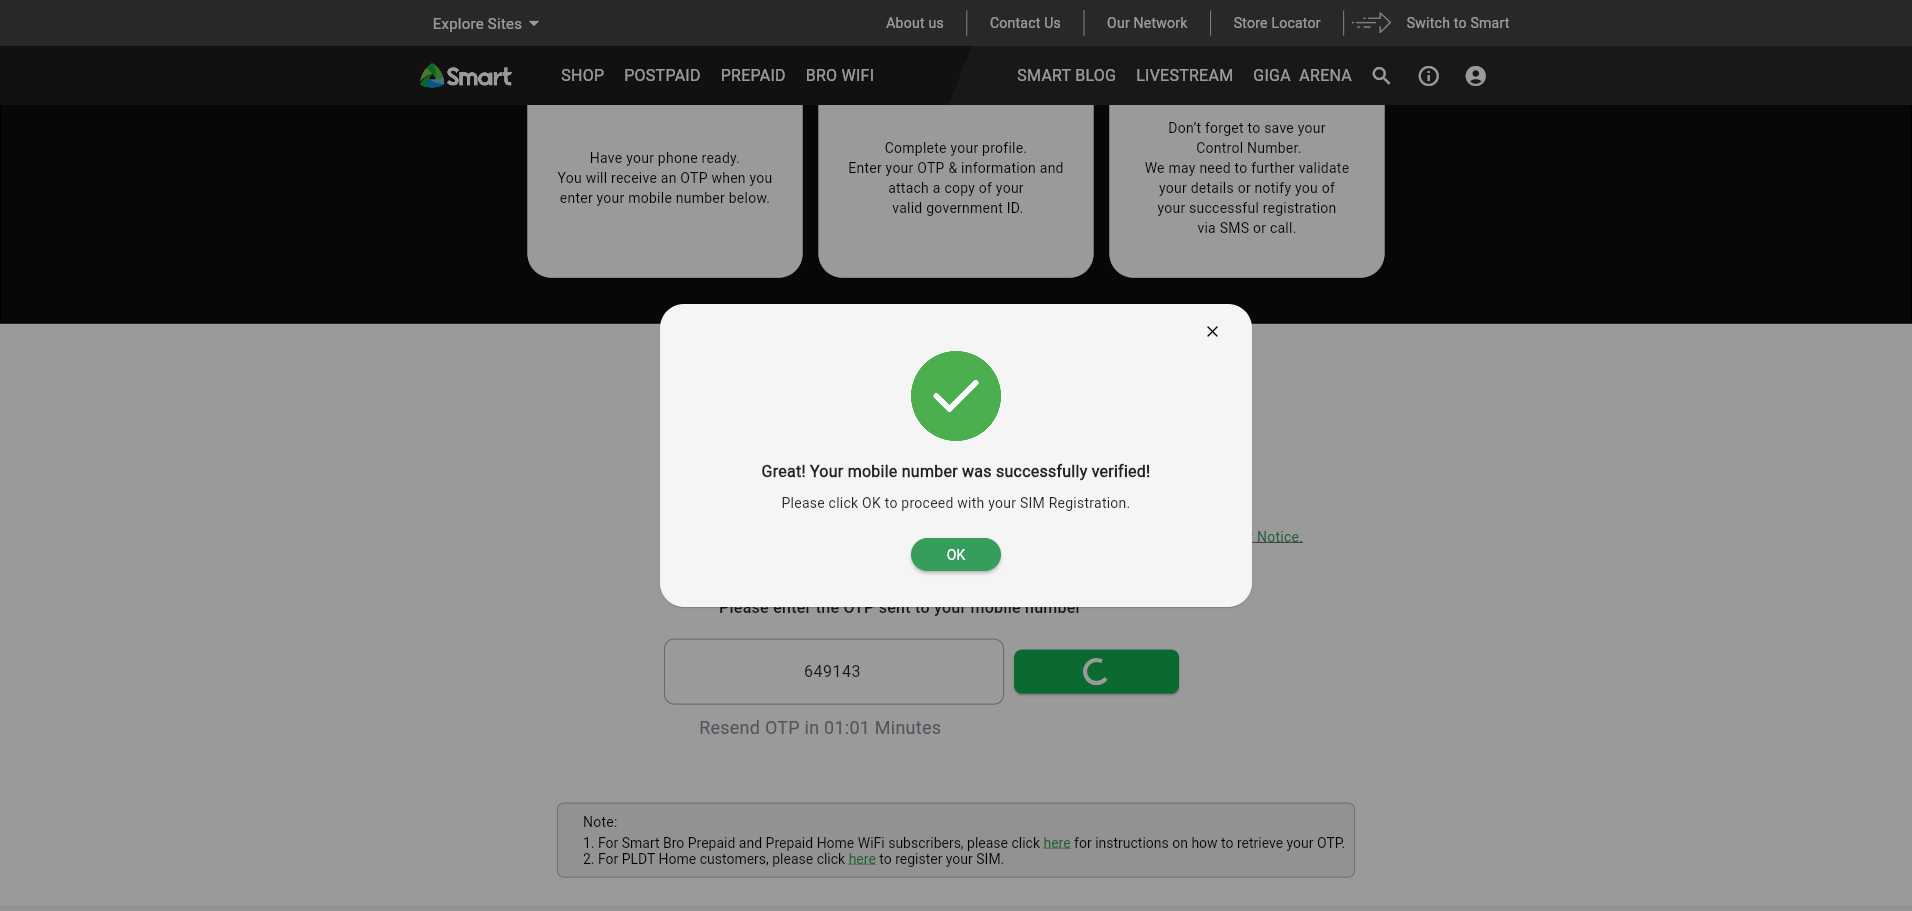 Explore Sites
About us
Contact Us
Our Network
Store Locator
Switch to Smart
Smart
SHOP
POSTPAID
PREPAID
BRO WIFI
SMART BLOG
LIVESTREAM
GIGA ARENA
Have your phone ready.
You will receive an OTP when you
enter your mobile number below.
Complete your profile.
Enter your OTP & information and
attach a copy of your
valid government ID.
Don't forget to save your
Control Number.
We may need to further validate
your details or notify you of
your successful registration
via SMS or call.
Great! Your mobile number was successfully verified!
Please click OK to proceed with your SIM Registration.
Notice.
OK
Please enter the OTP sent to your mobile number
649143
Resend OTP in 01:01 Minutes
Note:
1. For Smart Bro Prepaid and Prepaid Home WiFi subscribers, please click here for instructions on how to retrieve your OTP.
2. For PLDT Home customers, please click here to register your SIM.